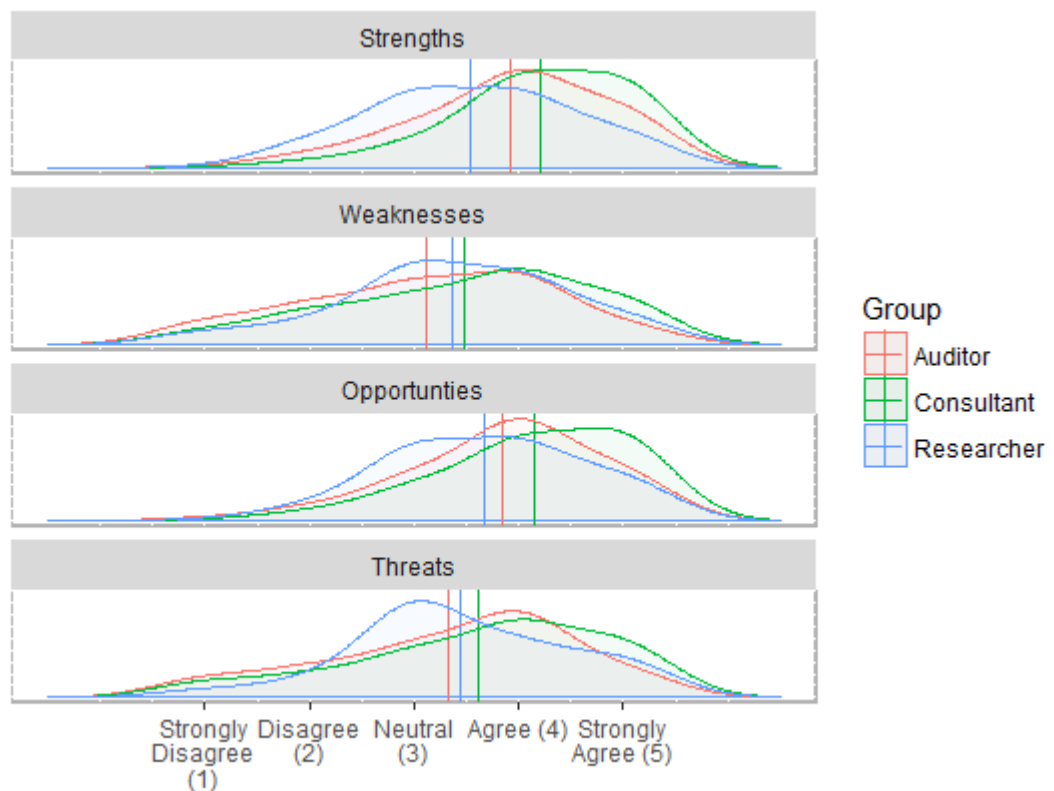 Strengths
Weaknesses
Opportunties
Threats
Strongly
Disagree
(1)
Disagree
(2)
Neutral
(3)
Agree (4)
Strongly
Agree (5)
Group
Auditor
Consultant
Researcher